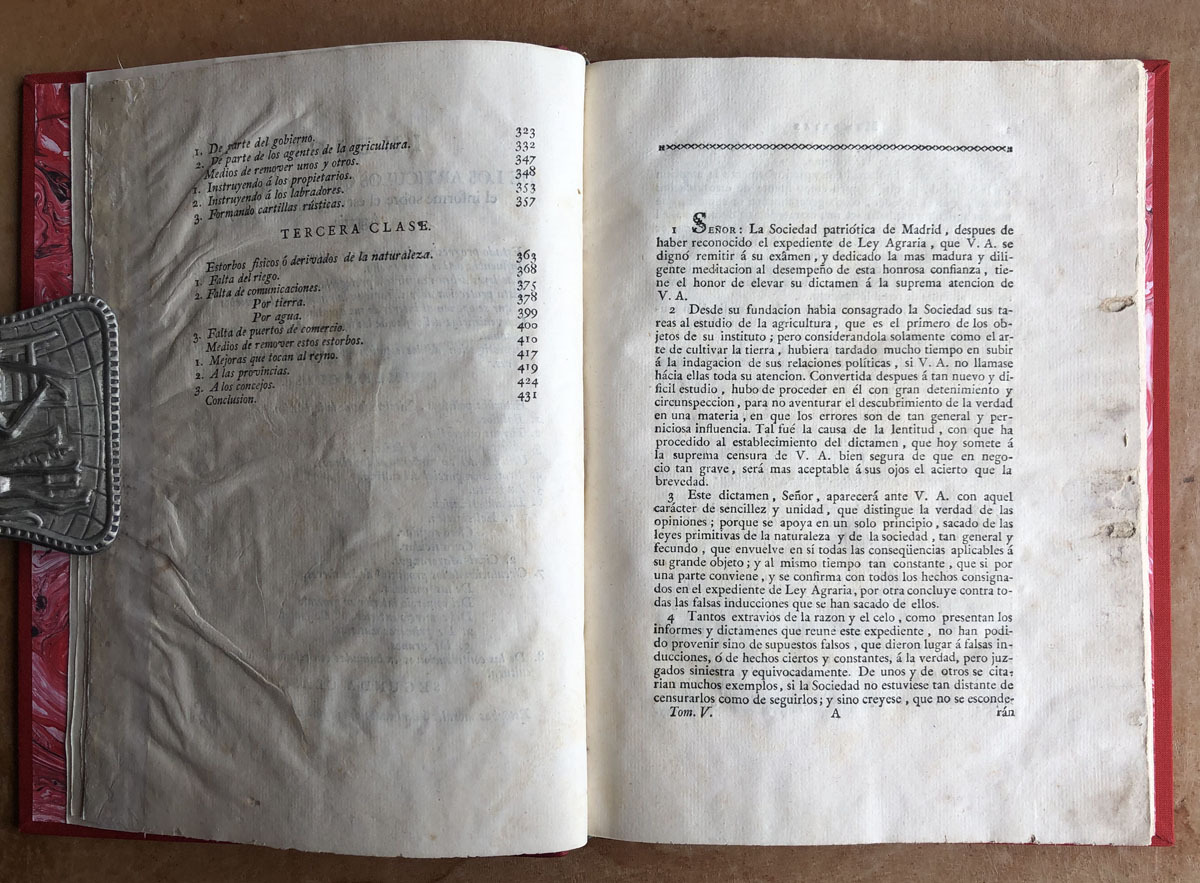 1. De parte del gobierno. 323
2. De parte de los agentes de la agricultura. 332
Medios de remover unos y otros. 347
1. Instruyendo á los propietarios. 348
2. Instruyendo á los labradores. 353
3. Formando cartillas rústicas. 357
TERCERA CLASE.
Estorbos físicos ó derivados de la naturaleza. 363
1. Falta del riego. 368
2. Falta de comunicaciones. 375
Por tierra. 378
Por agua. 399
3. Falta de puertos de comercio. 400
Medios de remover estos estorbos. 410
1. Mejoras que tocan al reyno. 417
2. A las provincias. 419
3. A los concejos. 424
Conclusion. 431
1 SEÑOR: La Sociedad patriótica de Madrid, despues de
haber reconocido el expediente de Ley Agraria, que V. A. se
dignó remitir á su exâmen, y dedicado la mas madura y dili-
gente meditacion al desempeño de esta honrosa confianza, tie-
ne el honor de elevar su dictamen á la suprema atencion de
V. A.
2 Desde su fundacion habia consagrado la Sociedad sus ta-
reas al estudio de la agricultura, que es el primero de los ob-
jetos de su instituto; pero considerandola solamente como el ar-
te de cultivar la tierra, hubiera tardado mucho tiempo en subir
á la indagacion de sus relaciones políticas, si V. A. no llamase
hácia ellas toda su atencion. Convertida despues á tan nuevo y di-
ficil estudio, hubo de proceder en él con gran detenimiento y
circunspeccion, para no aventurar el descubrimiento de la verdad
en una materia, en que los errores son de tan general y per-
niciosa influencia. Tal fué la causa de la lentitud, con que ha
procedido al establecimiento del dictamen, que hoy somete á
la suprema censura de V. A. bien segura de que en nego-
cio tan grave, será mas aceptable á sus ojos el acierto que la
brevedad.
3 Este dictamen, Señor, aparecerá ante V. A. con aquel
carácter de sencillez y unidad, que distingue la verdad de las
opiniones; porque se apoya en un solo principio, sacado de las
leyes primitivas de la naturaleza y de la sociedad, tan general y
fecundo, que envuelve en sí todas las conseqüencias aplicables á
su grande objeto; y al mismo tiempo tan constante, que si por
una parte conviene, y se confirma con todos los hechos consigna-
dos en el expediente de Ley Agraria, por otra concluye contra to-
das las falsas inducciones que se han sacado de ellos.
4 Tantos extravios de la razon y el celo, como presentan los
informes y dictamenes que reune este expediente, no han podi-
do provenir sino de supuestos falsos, que dieron lugar á falsas in-
ducciones, ó de hechos ciertos y constantes, á la verdad, pero juz-
gados siniestra y equivocadamente. De unos y de otros se cita-
rian muchos exemplos, si la Sociedad no estuviese tan distante de
censurarlos como de seguirlos; y sino creyese, que no se esconde-
Tom. V. A rán